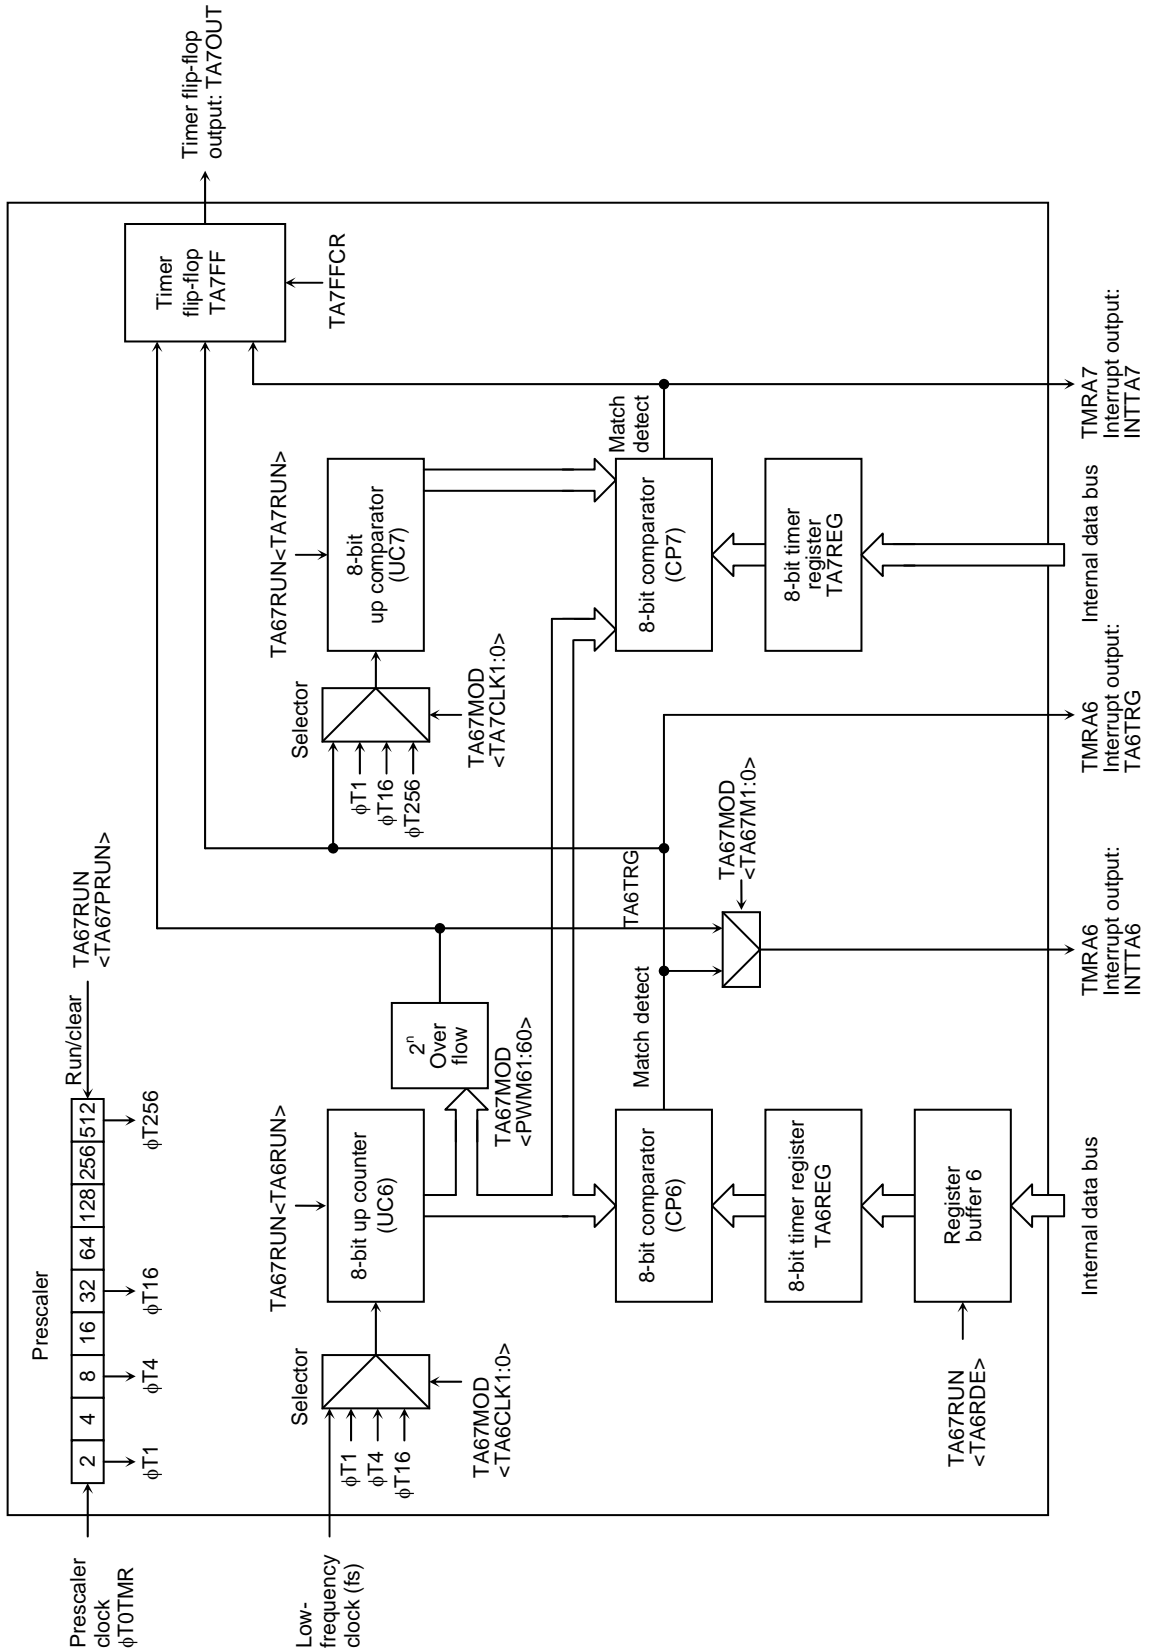 Prescaler
Prescaler
clock
ϕT0TMR
2 4 8 16 32 64 128 256 512
Run/clear
TA67RUN
<TA67PRUN>
ϕT1
ϕT4
ϕT16
ϕT256
Low-
frequency
clock (fs)
Selector
ϕT1
ϕT4
ϕT16
TA67MOD
<TA6CLK1:0>
TA67RUN<TA6RUN>
8-bit up counter
(UC6)
2ⁿ
Over
flow
TA67MOD
<PWM61:60>
Selector
ϕT1
ϕT16
ϕT256
TA67MOD
<TA7CLK1:0>
TA67RUN<TA7RUN>
8-bit
up comparator
(UC7)
Timer
flip-flop
TA7FF
TA7FFCR
Timer flip-flop
output: TA7OUT
8-bit comparator
(CP6)
Match detect
TA6TRG
8-bit comparator
(CP7)
Match
detect
8-bit timer register
TA6REG
TA67MOD
<TA67M1:0>
8-bit timer
register
TA7REG
Register
buffer 6
TA67RUN
<TA6RDE>
Internal data bus
TMRA6
Interrupt output:
INTTA6
TMRA6
Interrupt output:
TA6TRG
Internal data bus
TMRA7
Interrupt output:
INTTA7